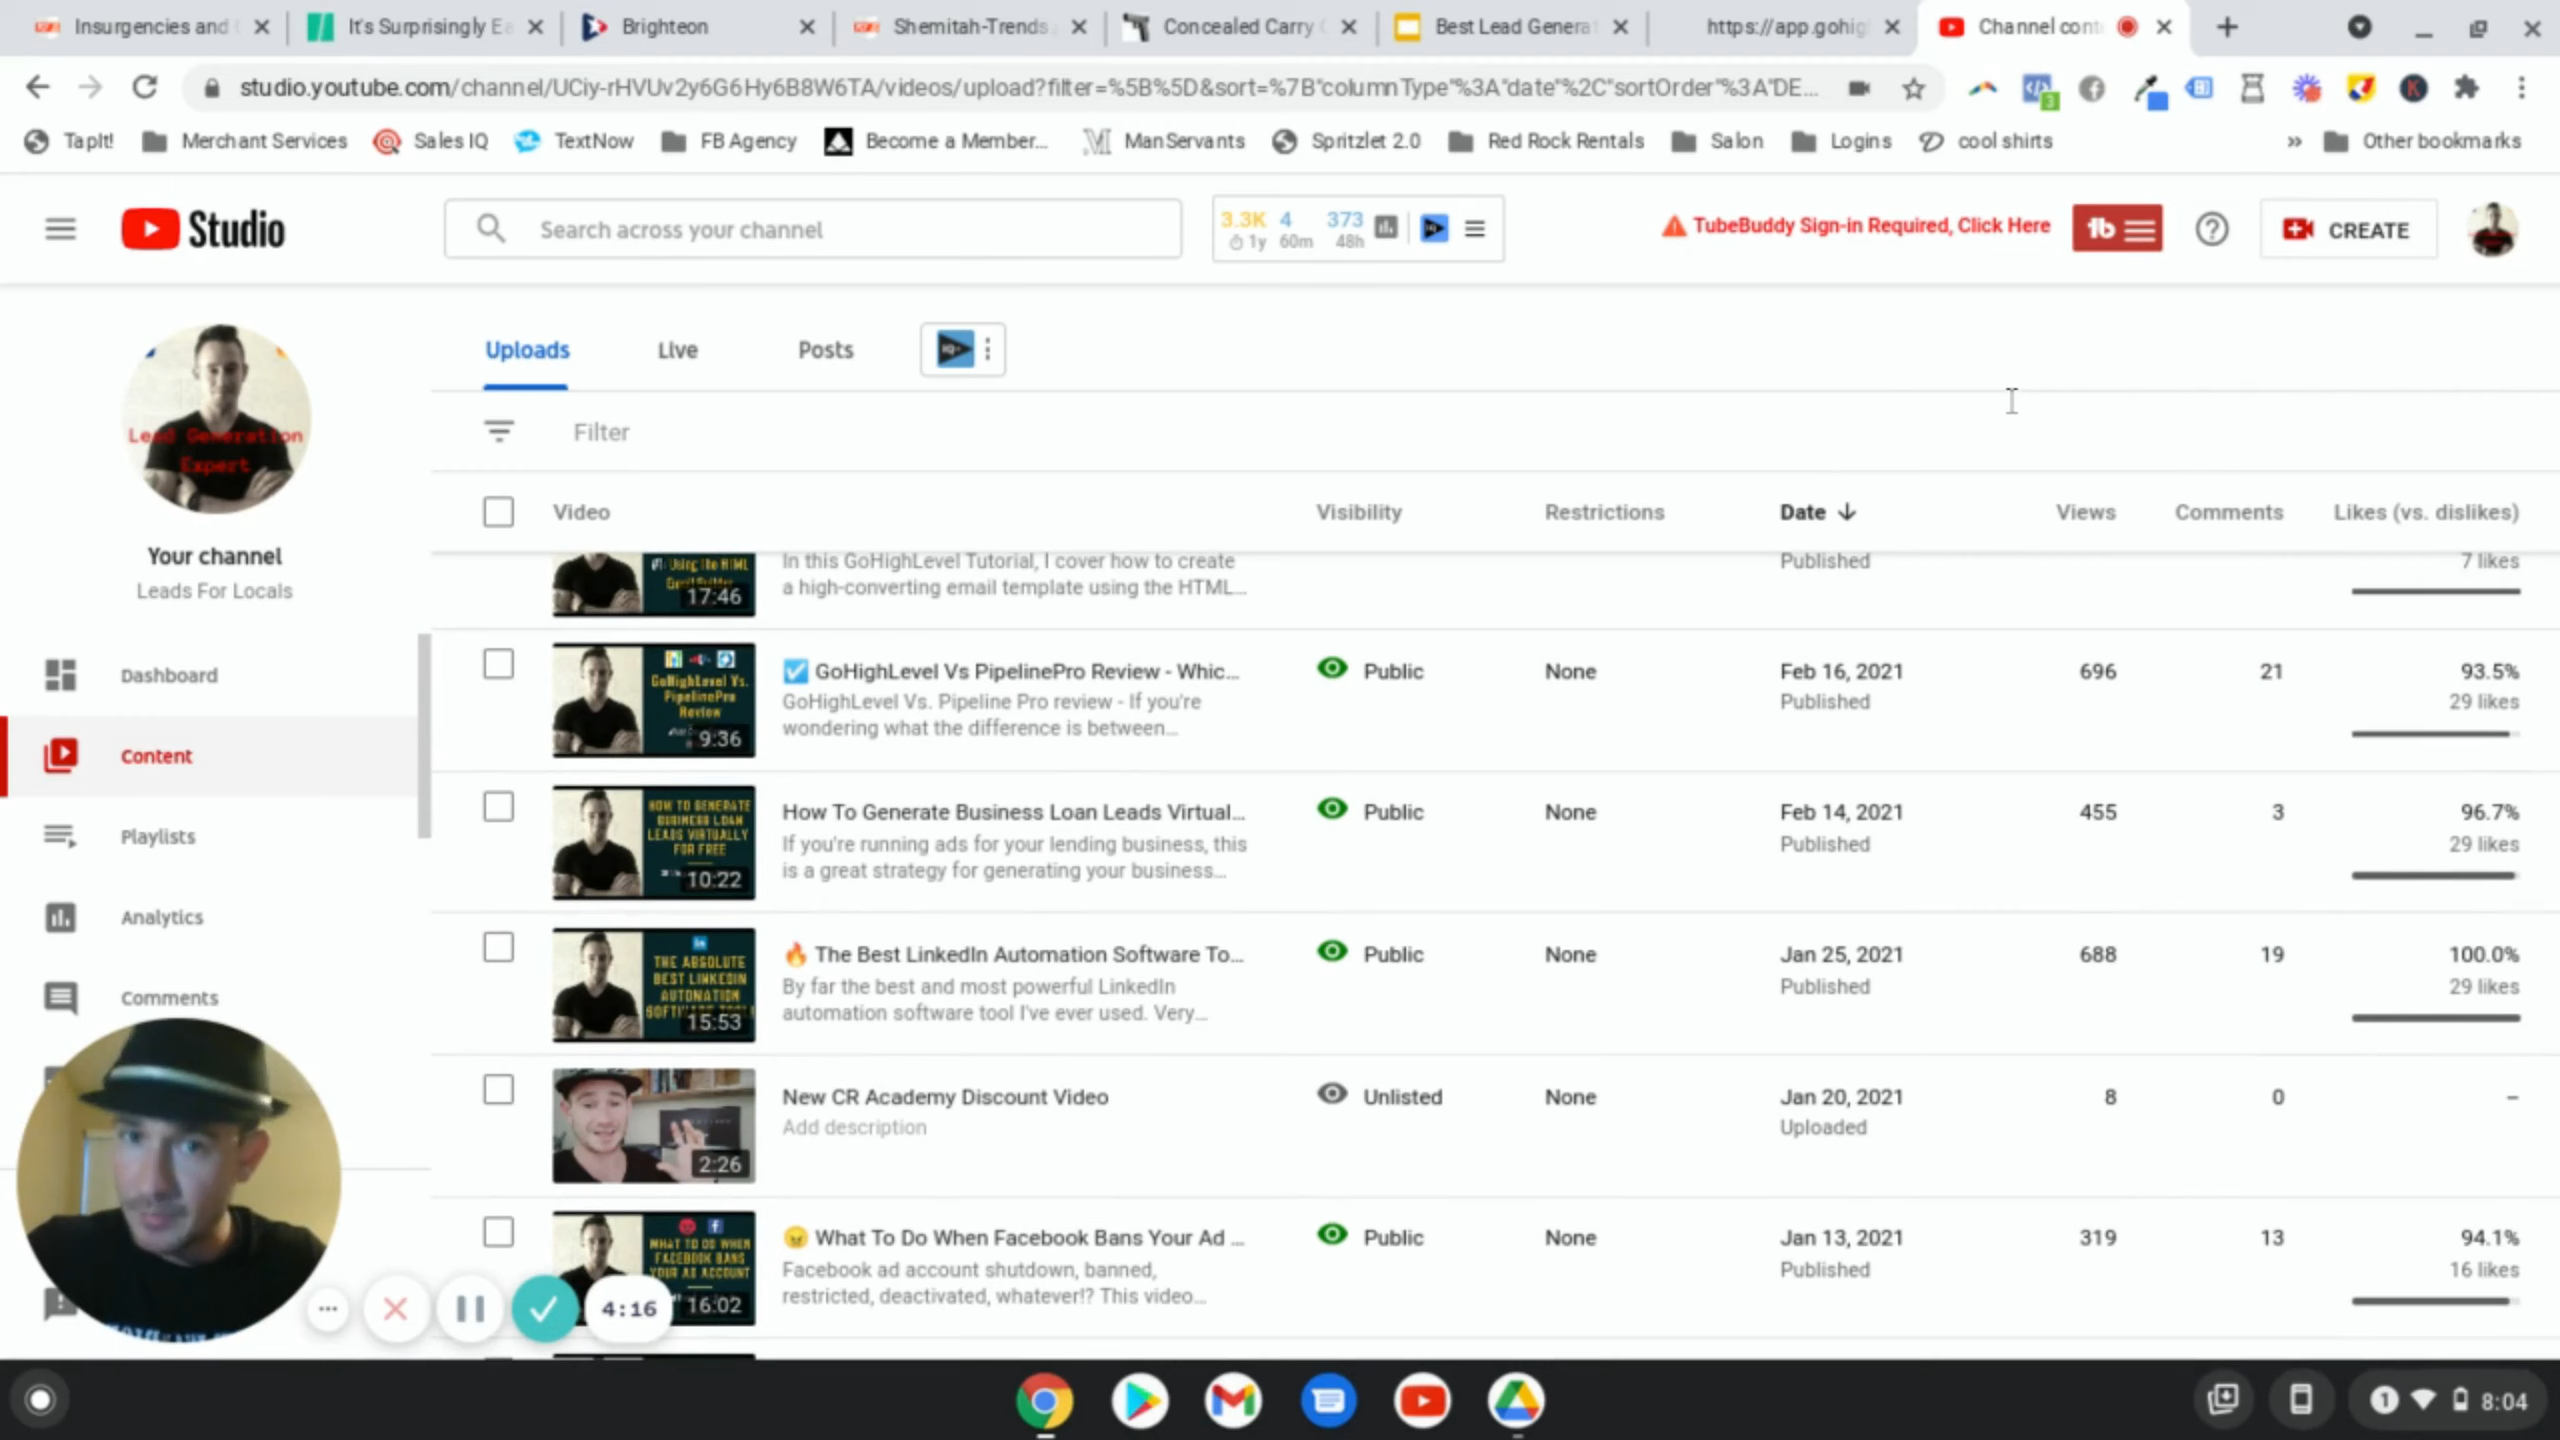 Insurgencies and
It's Surprisingly Ea
Brighteon
Shemitah-Trends
Concealed Carry
Best Lead Genera
https://app.gohig
Channel cont
studio.youtube.com/channel/UCiy-rHVUv2y6G6Hy6B8W6TA/videos/upload?filter=%5B%5D&sort=%7B"columnType"%3A"date"%2C"sortOrder"%3A"DE...
3
K
TapIt!
Merchant Services
Sales IQ
TextNow
FB Agency
Become a Member...
ManServants
Spritzlet 2.0
Red Rock Rentals
Salon
Logins
cool shirts
»
Other bookmarks
Studio
Search across your channel
3.3K 4 373
1y 60m 48h
TubeBuddy Sign-in Required, Click Here
tb
CREATE
Uploads
Live
Posts
Filter
Lead Generation
Expert
Your channel
Leads For Locals
Dashboard
Content
Playlists
Analytics
Comments
Video
Visibility
Restrictions
Date
Views
Comments
Likes (vs. dislikes)
Using the HTML
17:46
In this GoHighLevel Tutorial, I cover how to create
a high-converting email template using the HTML...
Published
7 likes
GoHighLevel Vs.
PipelinePro
Review
9:36
GoHighLevel Vs PipelinePro Review - Whic...
GoHighLevel Vs. Pipeline Pro review - If you're
wondering what the difference is between...
Public
None
Feb 16, 2021
Published
696
21
93.5%
29 likes
HOW TO GENERATE
BUSINESS LOAN
LEADS VIRTUALLY
FOR FREE
10:22
How To Generate Business Loan Leads Virtual...
If you're running ads for your lending business, this
is a great strategy for generating your business...
Public
None
Feb 14, 2021
Published
455
3
96.7%
29 likes
in
THE ABSOLUTE
BEST LINKEDIN
AUTOMATION
15:53
🔥 The Best LinkedIn Automation Software To...
By far the best and most powerful LinkedIn
automation software tool I've ever used. Very...
Public
None
Jan 25, 2021
Published
688
19
100.0%
29 likes
2:26
New CR Academy Discount Video
Add description
Unlisted
None
Jan 20, 2021
Uploaded
8
0
–
WHAT TO DO WHEN
FACEBOOK BANS
YOUR AD ACCOUNT
16:02
What To Do When Facebook Bans Your Ad ...
Facebook ad account shutdown, banned,
restricted, deactivated, whatever!? This video...
Public
None
Jan 13, 2021
Published
319
13
94.1%
16 likes
4:16
1
8:04